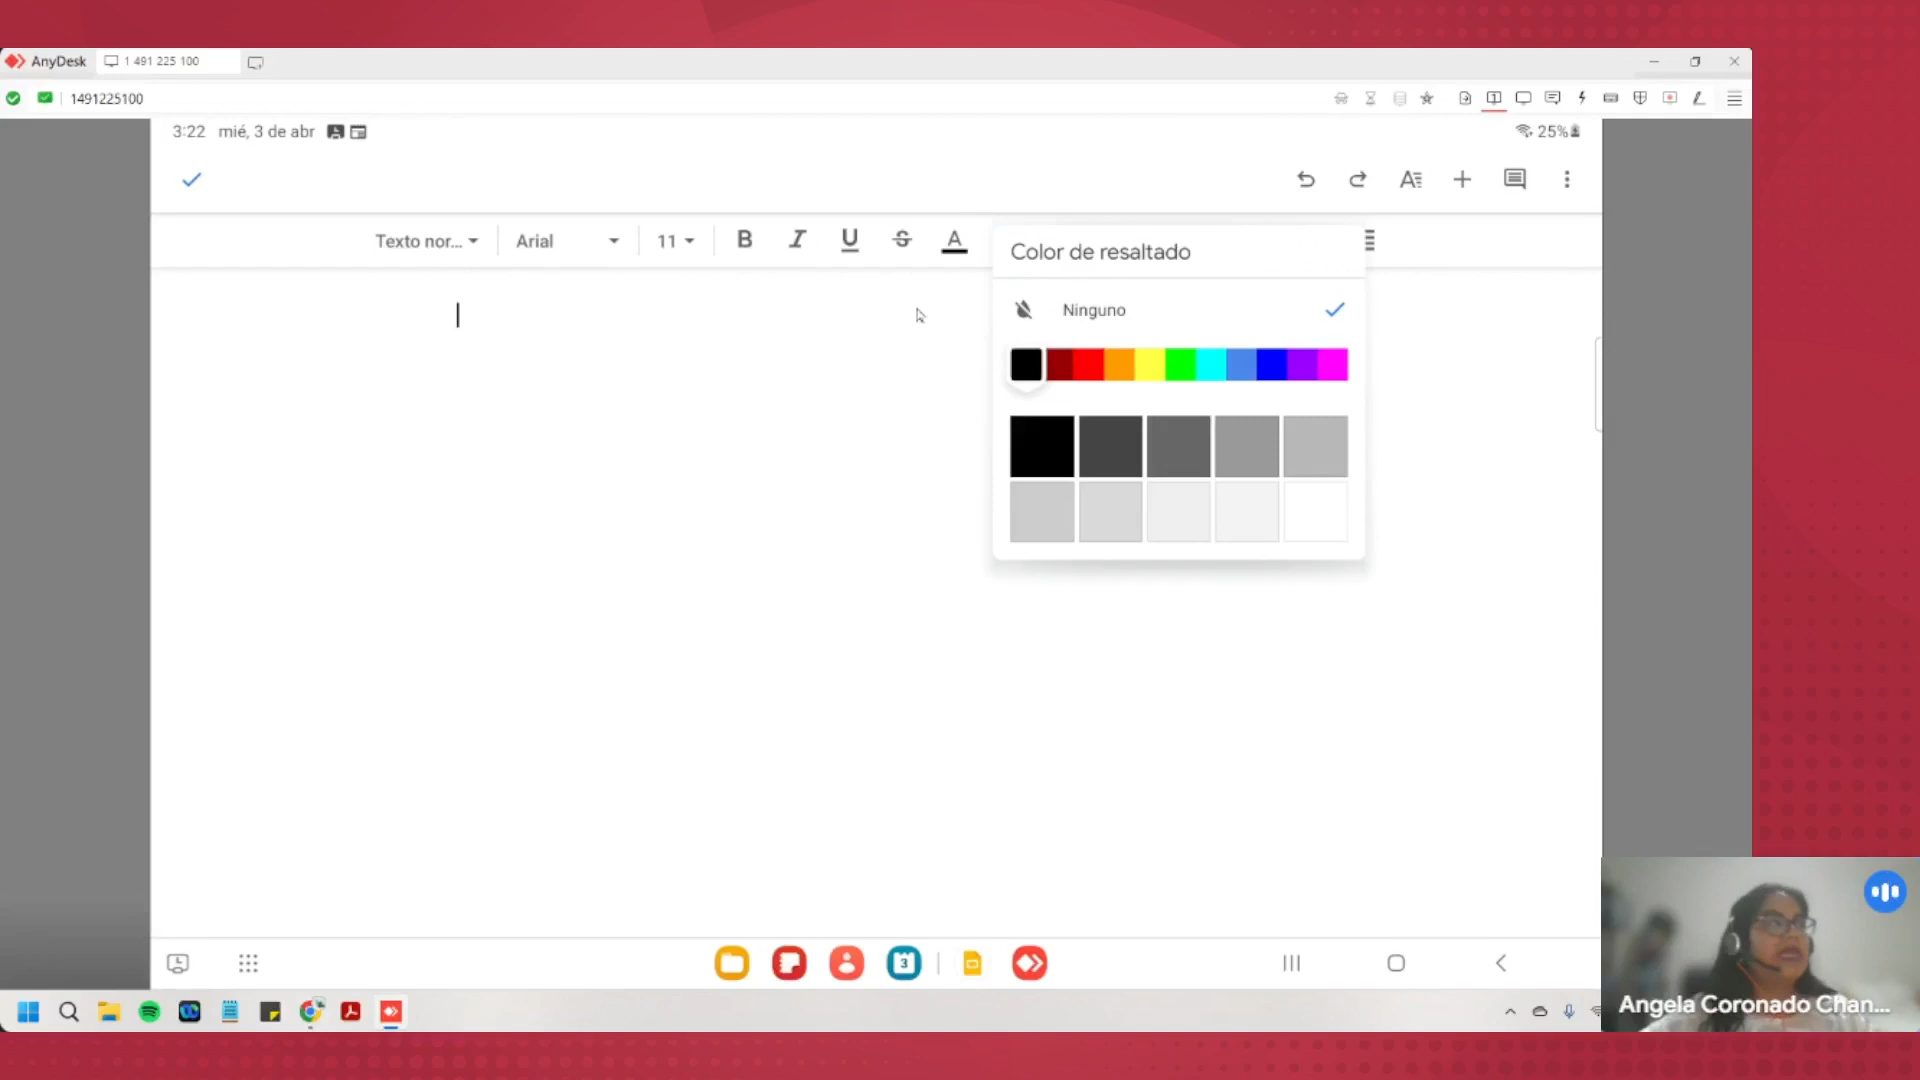 AnyDesk
1 491 225 100
1491225100
3:22 mié, 3 de abr
25%
Texto nor...
Arial
11
B I U S A
Color de resaltado
Ninguno
3
Angela Coronado Chan...